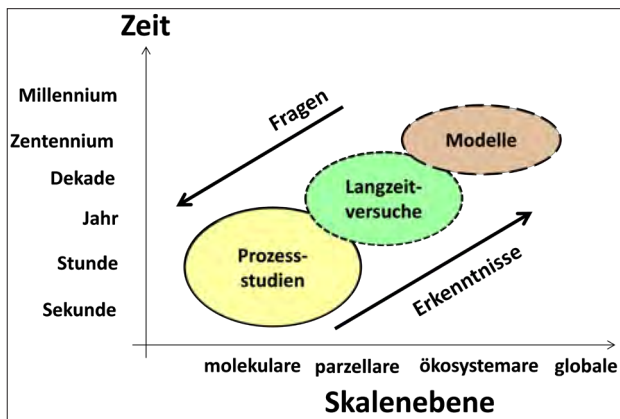 Zeit
Millennium
Zentennium
Dekade
Jahr
Stunde
Sekunde
Fragen
Modelle
Langzeit-
versuche
Prozess-
studien
Erkenntnisse
molekulare parzellare ökosystemare globale
Skalenebene